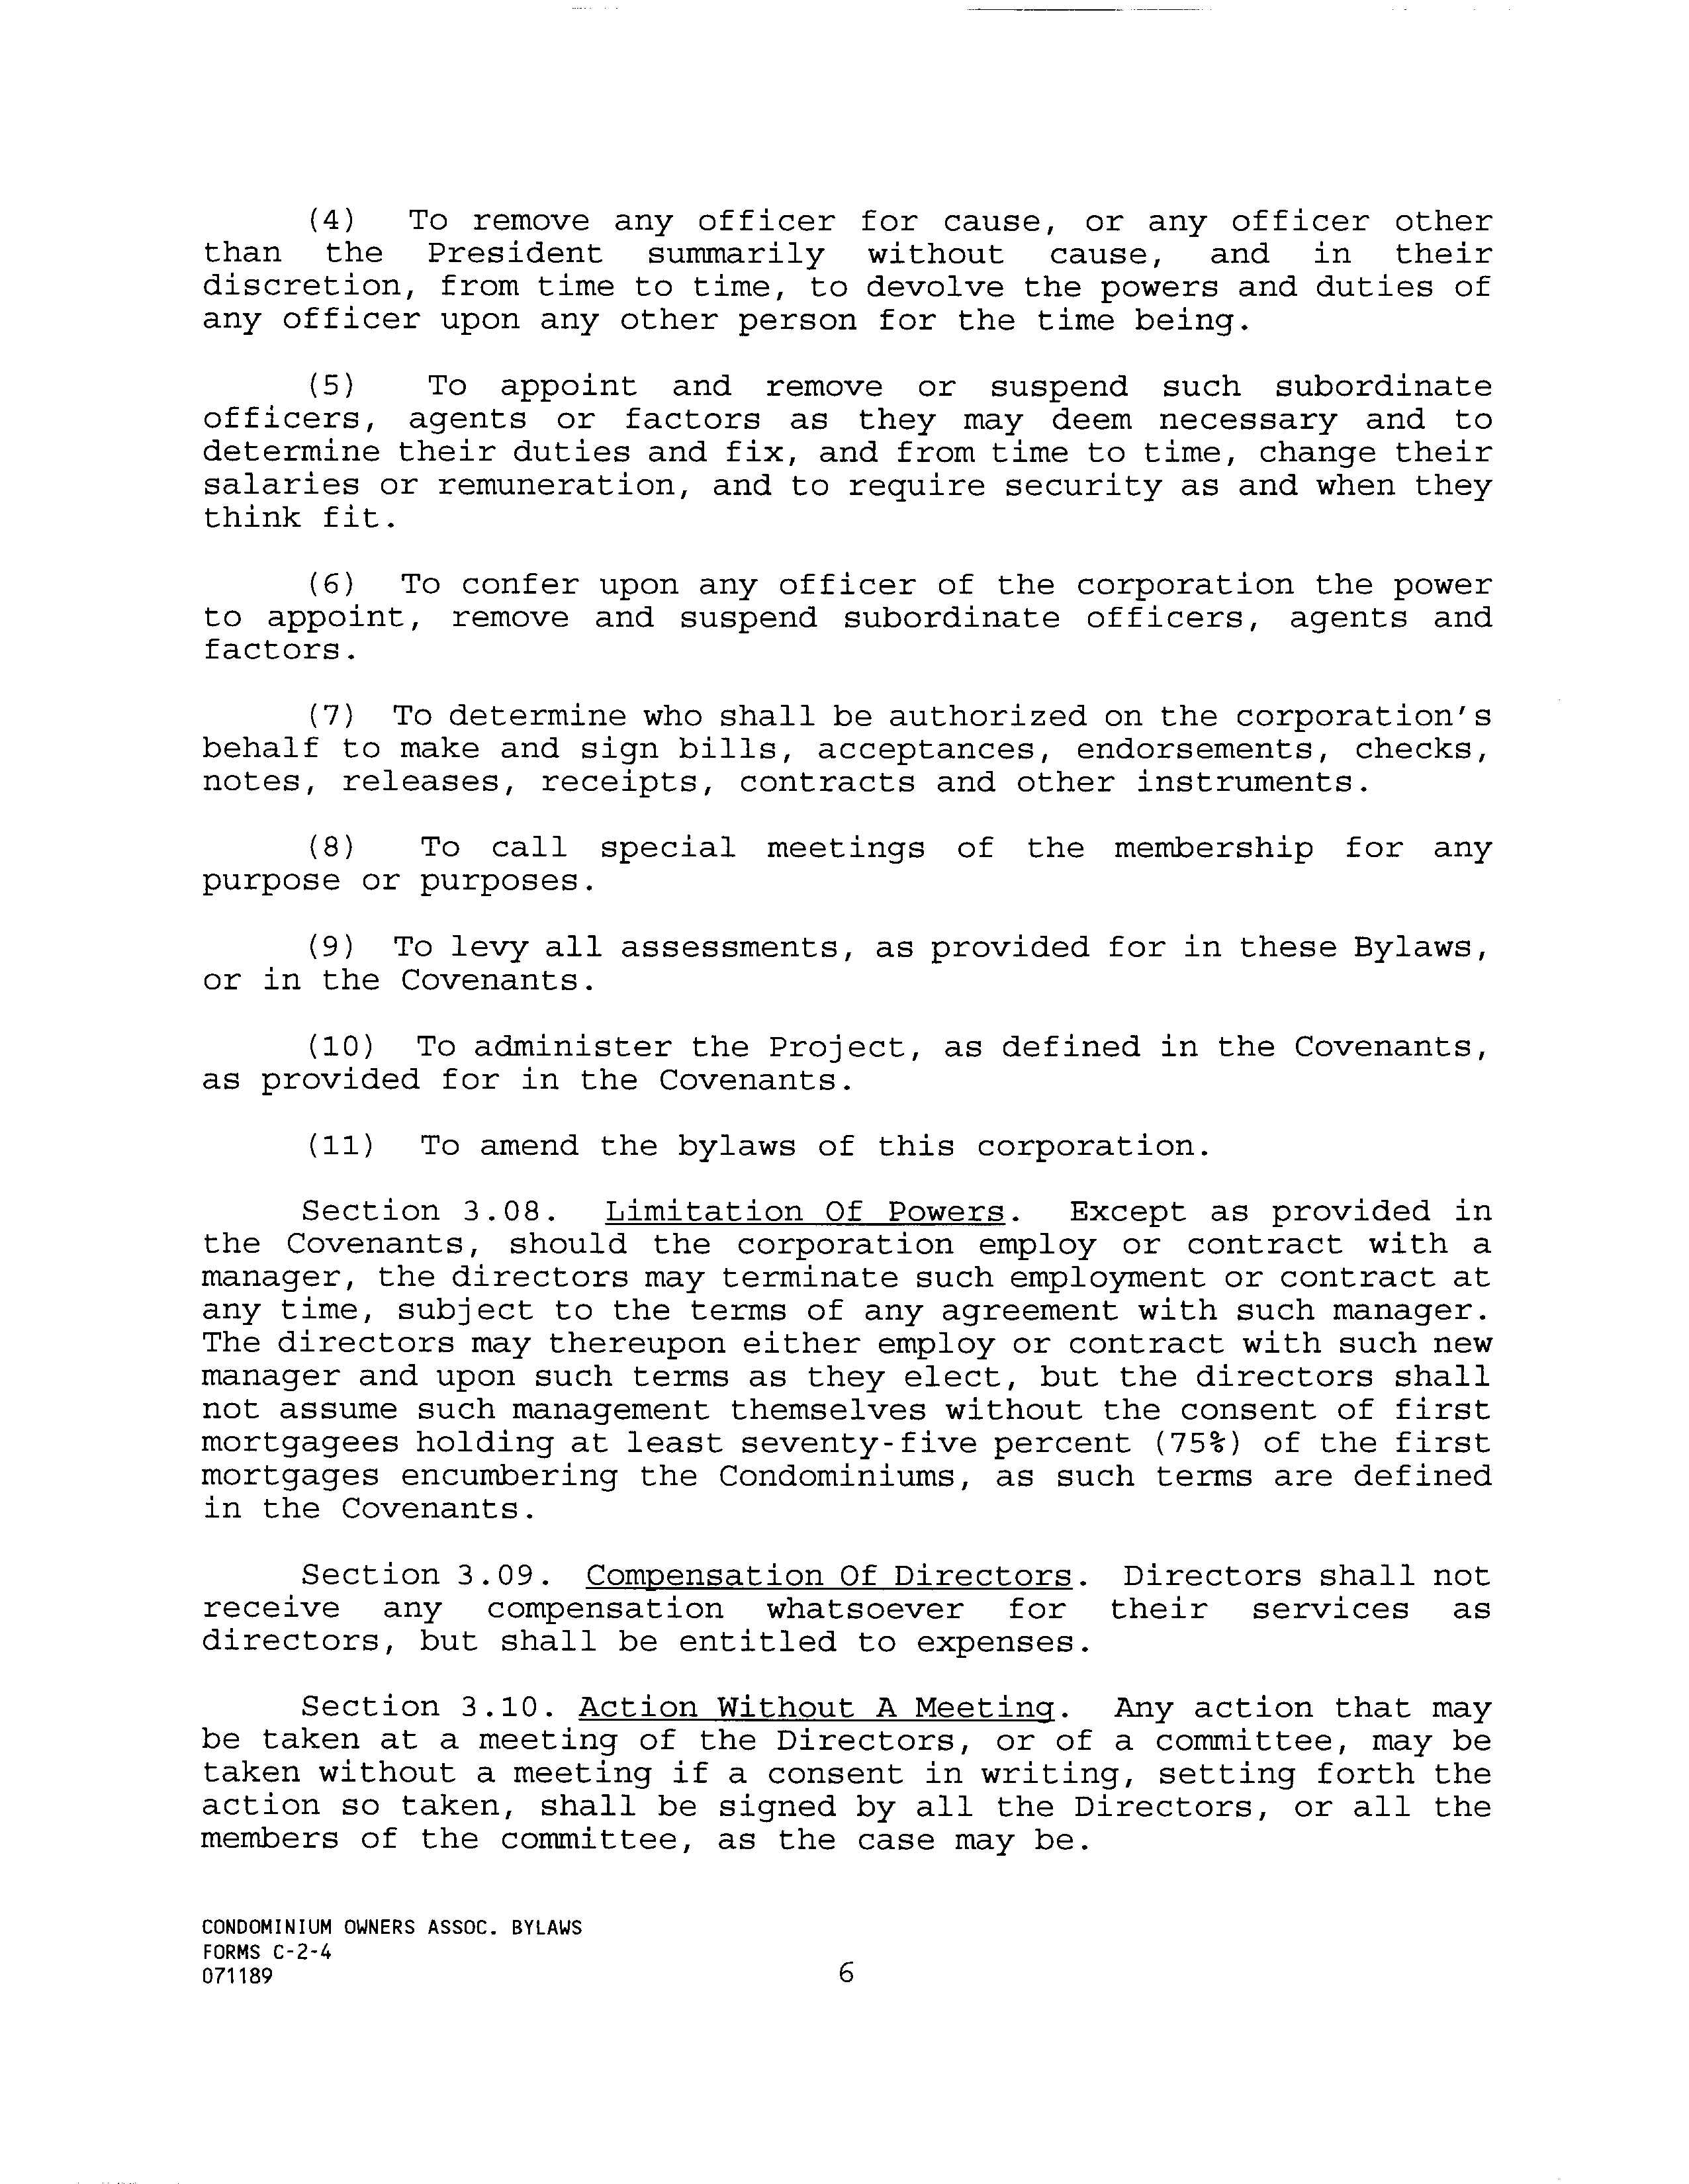 (4) To remove any officer for cause, or any officer other
than the President summarily without cause, and in their
discretion, from time to time, to devolve the powers and duties of
any officer upon any other person for the time being.
(5) To appoint and remove or suspend such subordinate
officers, agents or factors as they may deem necessary and to
determine their duties and fix, and from time to time, change their
salaries or remuneration, and to require security as and when they
think fit.
(6) To confer upon any officer of the corporation the power
to appoint, remove and suspend subordinate officers, agents and
factors.
(7) To determine who shall be authorized on the corporation's
behalf to make and sign bills, acceptances, endorsements, checks,
notes, releases, receipts, contracts and other instruments.
(8) To call special meetings of the membership for any
purpose or purposes.
(9) To levy all assessments, as provided for in these Bylaws,
or in the Covenants.
(10) To administer the Project, as defined in the Covenants,
as provided for in the Covenants.
(11) To amend the bylaws of this corporation.
Section 3.08. Limitation Of Powers. Except as provided in
the Covenants, should the corporation employ or contract with a
manager, the directors may terminate such employment or contract at
any time, subject to the terms of any agreement with such manager.
The directors may thereupon either employ or contract with such new
manager and upon such terms as they elect, but the directors shall
not assume such management themselves without the consent of first
mortgagees holding at least seventy-five percent (75%) of the first
mortgages encumbering the Condominiums, as such terms are defined
in the Covenants.
Section 3.09. Compensation Of Directors. Directors shall not
receive any compensation whatsoever for their services as
directors, but shall be entitled to expenses.
Section 3.10. Action Without A Meeting. Any action that may
be taken at a meeting of the Directors, or of a committee, may be
taken without a meeting if a consent in writing, setting forth the
action so taken, shall be signed by all the Directors, or all the
members of the committee, as the case may be.
CONDOMINIUM OWNERS ASSOC. BYLAWS
FORMS C-2-4
071189
6